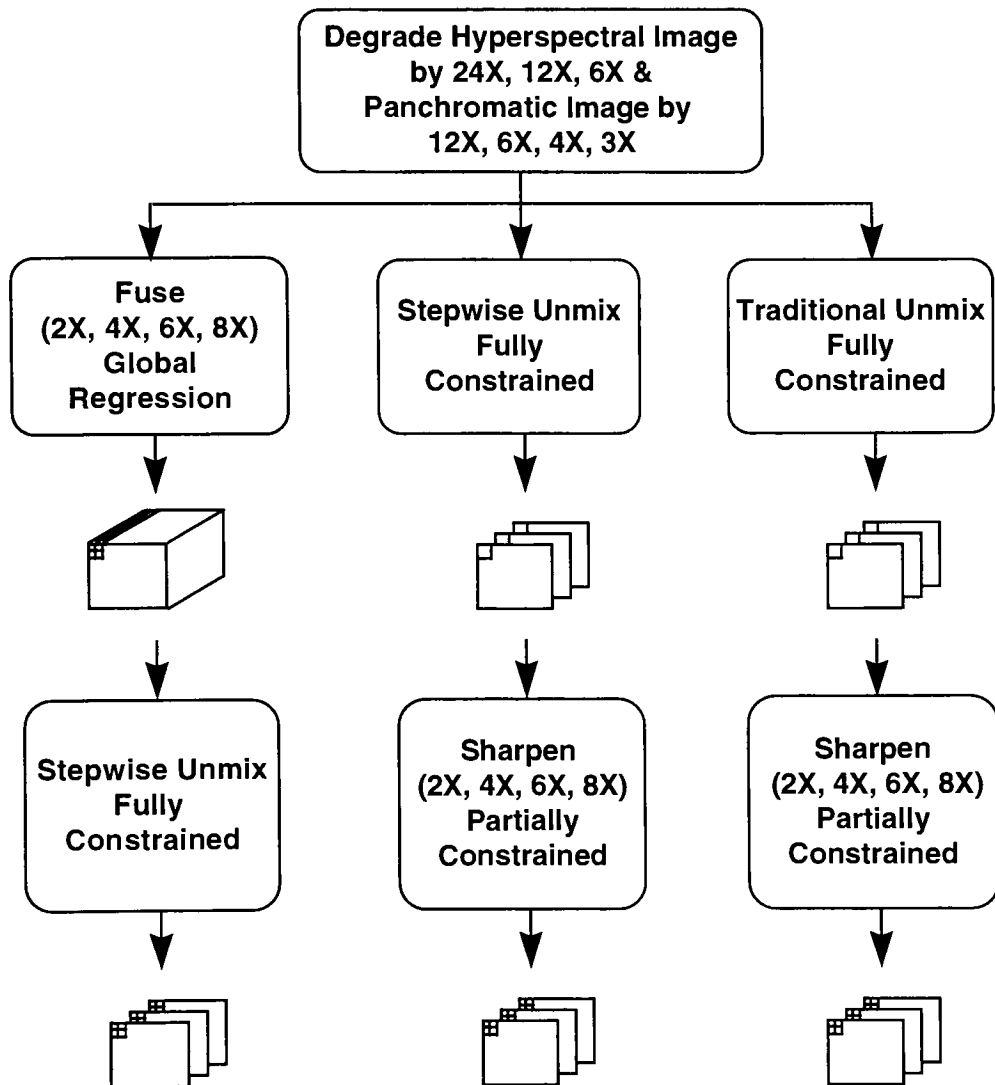 Degrade Hyperspectral Image
by 24X, 12X, 6X &
Panchromatic Image by
12X, 6X, 4X, 3X
Fuse
(2X, 4X, 6X, 8X)
Global
Regression
Stepwise Unmix
Fully
Constrained
Traditional Unmix
Fully
Constrained
Stepwise Unmix
Fully
Constrained
Sharpen
(2X, 4X, 6X, 8X)
Partially
Constrained
Sharpen
(2X, 4X, 6X, 8X)
Partially
Constrained